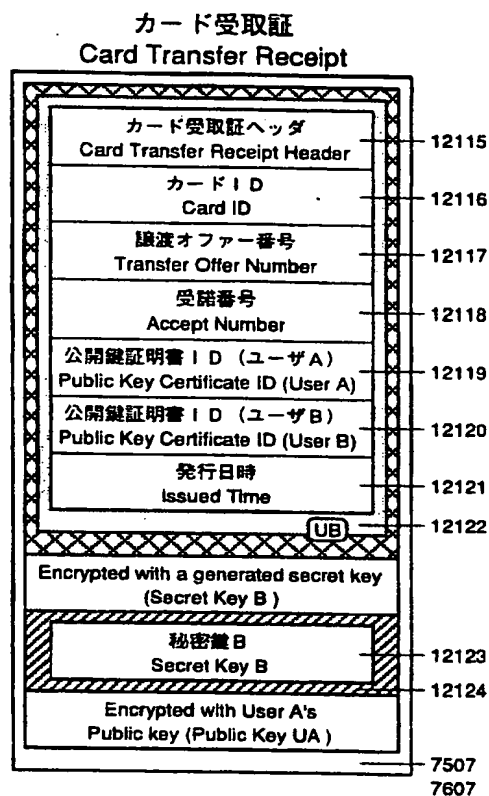 カード受取証
Card Transfer Receipt
カード受取証ヘッダ
Card Transfer Receipt Header
12115
カードID
Card ID
12116
譲渡オファー番号
Transfer Offer Number
12117
受諾番号
Accept Number
12118
公開鍵証明書ID（ユーザA）
Public Key Certificate ID (User A)
12119
公開鍵証明書ID（ユーザB）
Public Key Certificate ID (User B)
12120
発行日時
Issued Time
12121
UB
12122
Encrypted with a generated secret key
(Secret Key B )
秘密鍵B
Secret Key B
12123
12124
Encrypted with User A's
Public key (Public Key UA )
7507
7607